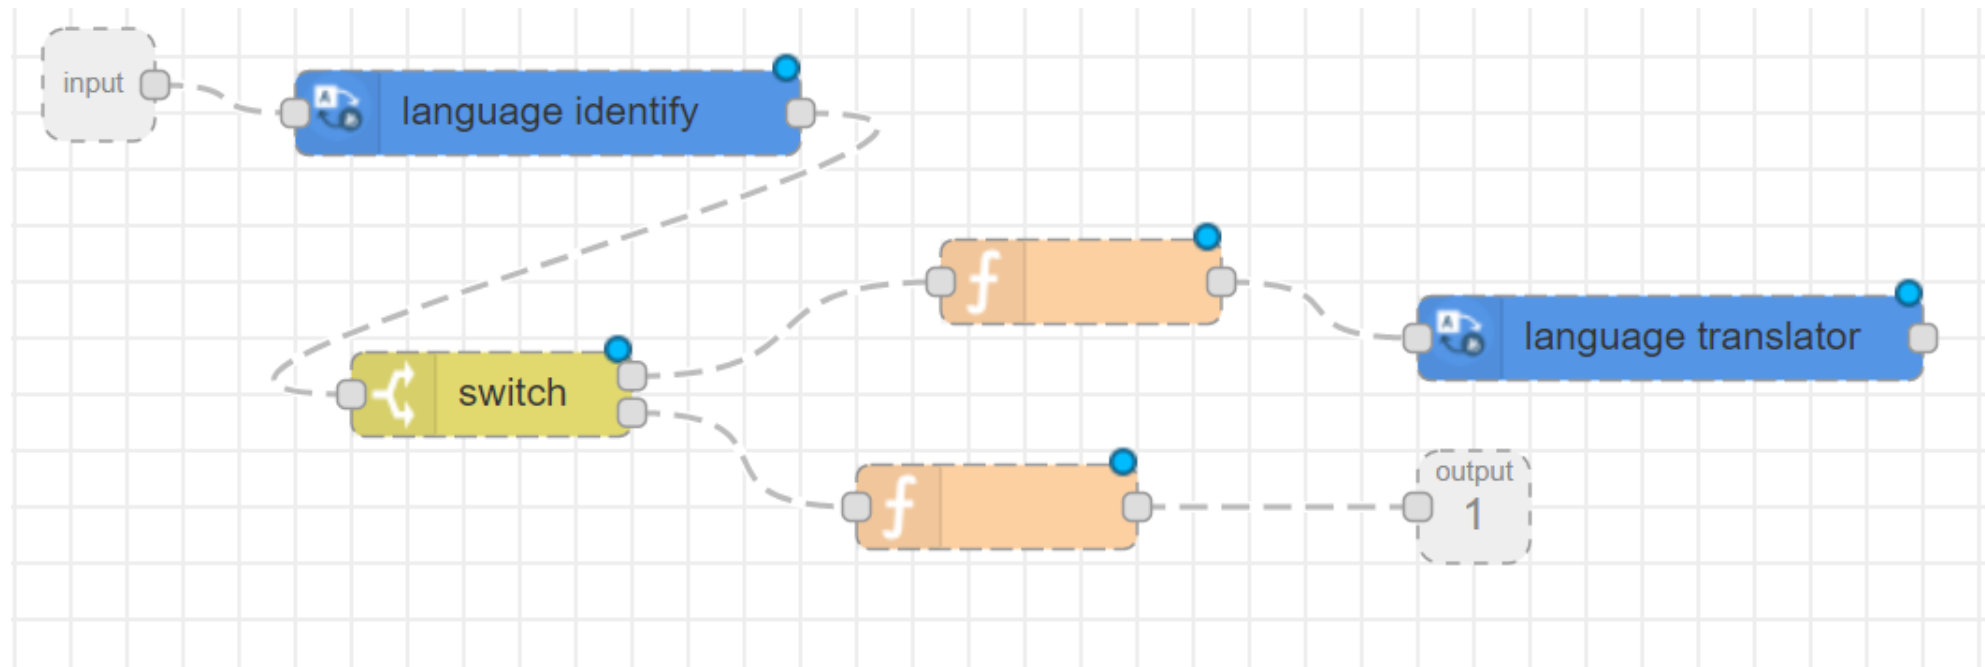 input
language identify
language translator
switch
output
1